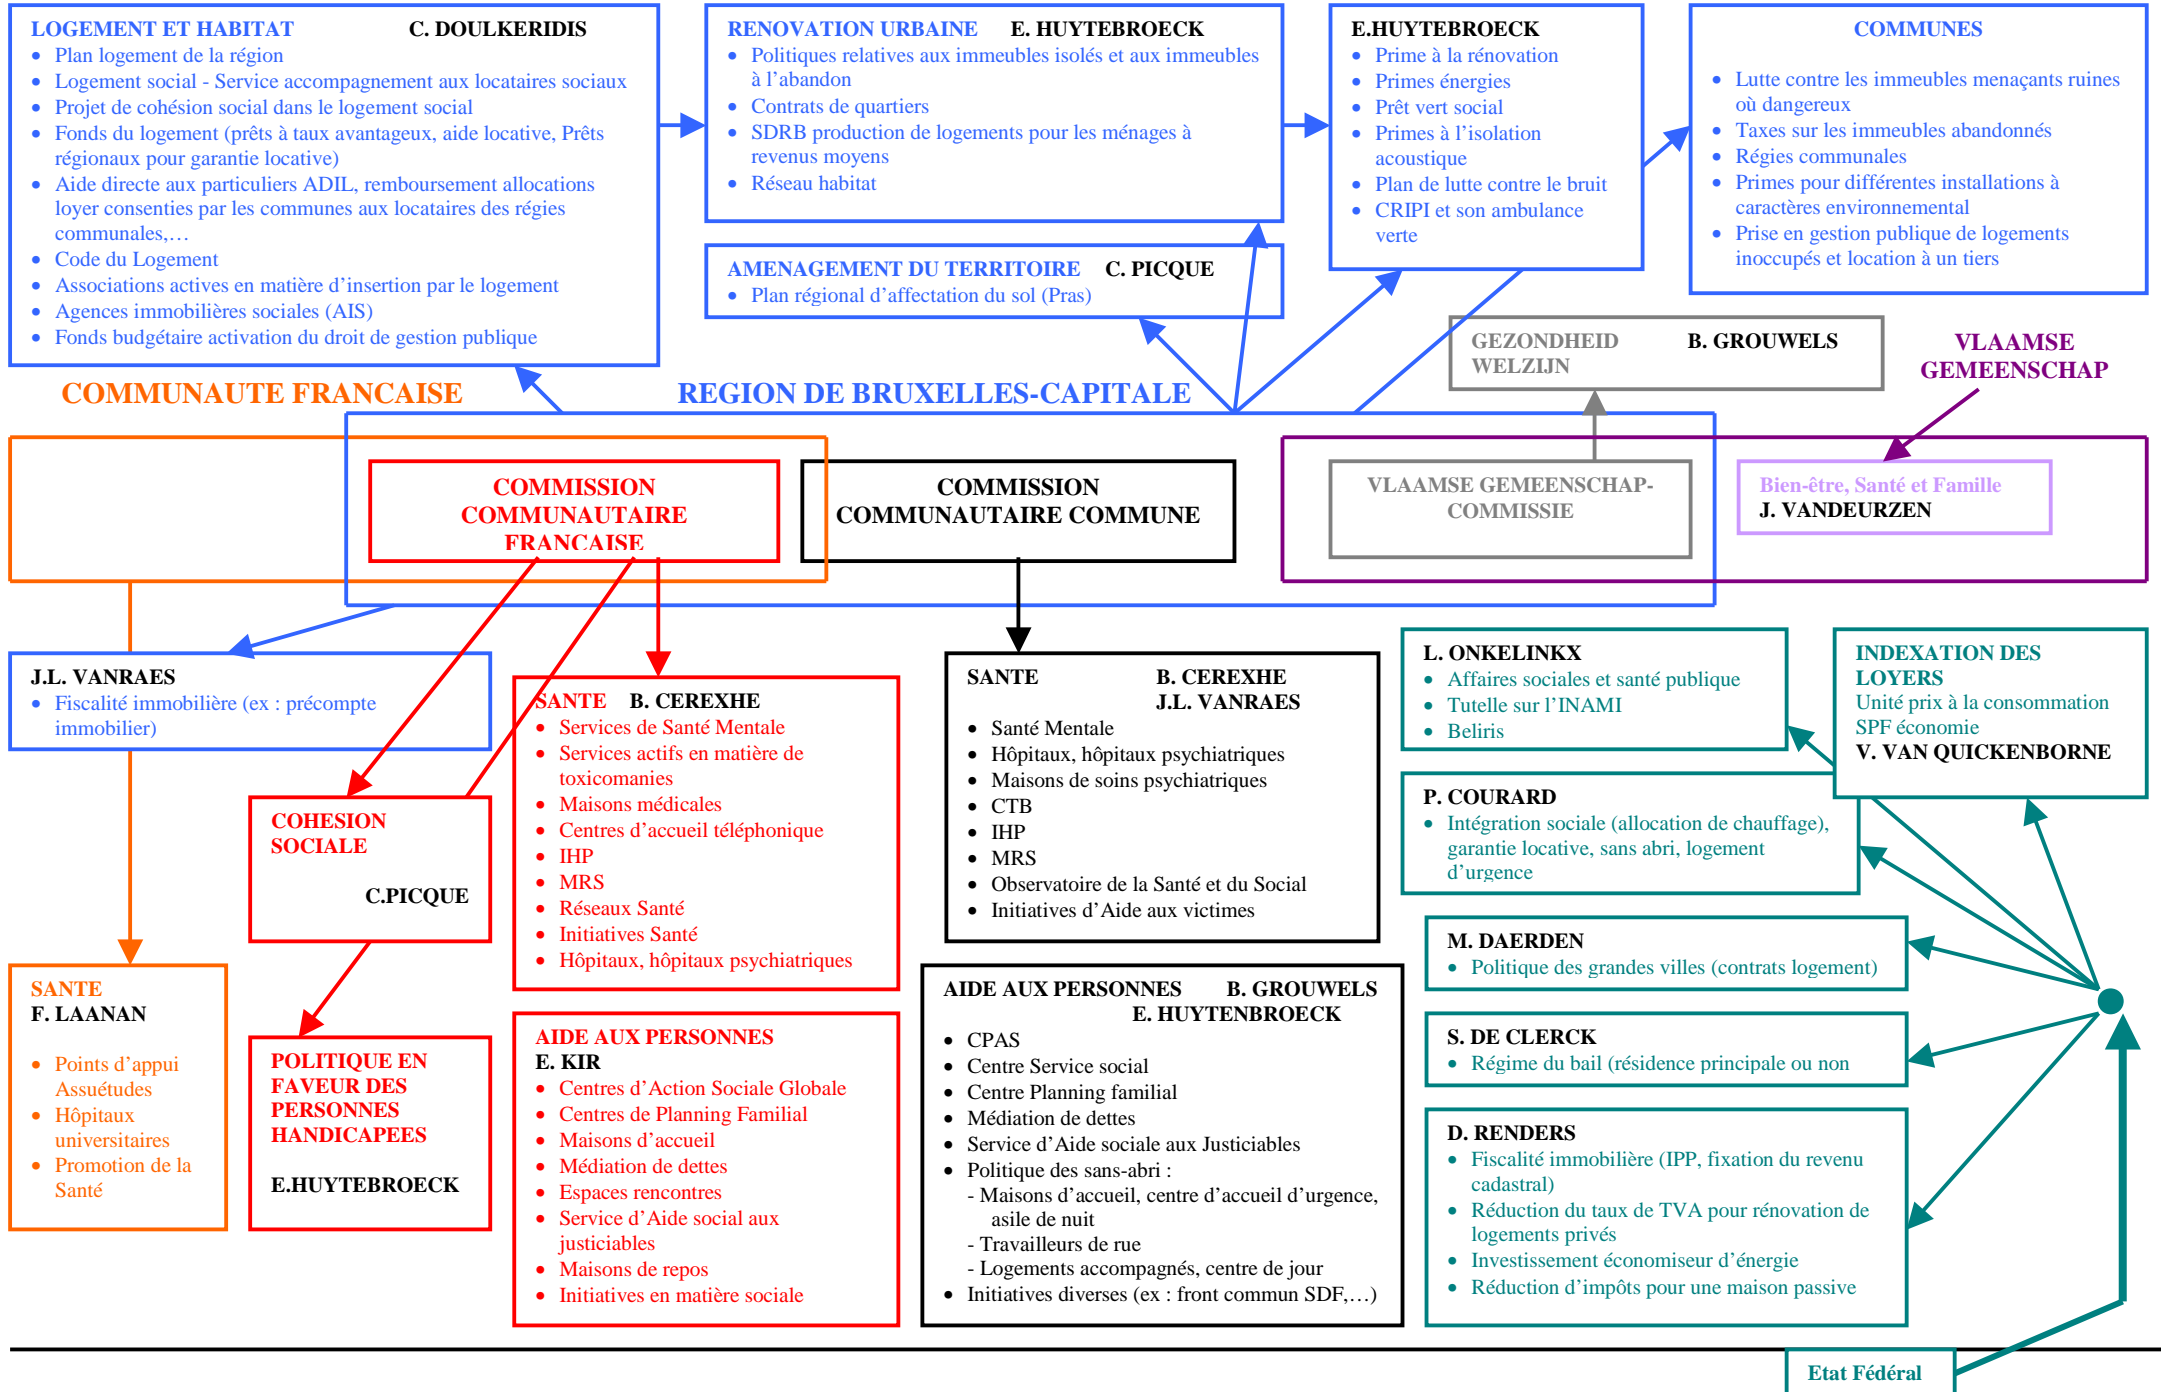 LOGEMENT ET HABITAT C. DOULKERIDIS
• Plan logement de la région
• Logement social - Service accompagnement aux locataires sociaux
• Projet de cohésion social dans le logement social
• Fonds du logement (prêts à taux avantageux, aide locative, Prêts
régionaux pour garantie locative)
• Aide directe aux particuliers ADIL, remboursement allocations
loyer consenties par les communes aux locataires des régies
communales,…
• Code du Logement
• Associations actives en matière d'insertion par le logement
• Agences immobilières sociales (AIS)
• Fonds budgétaire activation du droit de gestion publique
RENOVATION URBAINE E. HUYTEBROECK
• Politiques relatives aux immeubles isolés et aux immeubles
à l'abandon
• Contrats de quartiers
• SDRB production de logements pour les ménages à
revenus moyens
• Réseau habitat
AMENAGEMENT DU TERRITOIRE C. PICQUE
• Plan régional d'affectation du sol (Pras)
E.HUYTEBROECK
• Prime à la rénovation
• Primes énergies
• Prêt vert social
• Primes à l'isolation
acoustique
• Plan de lutte contre le bruit
• CRIPI et son ambulance
verte
COMMUNES
• Lutte contre les immeubles menaçants ruines
où dangereux
• Taxes sur les immeubles abandonnés
• Régies communales
• Primes pour différentes installations à
caractères environnemental
• Prise en gestion publique de logements
inoccupés et location à un tiers
GEZONDHEID B. GROUWELS
WELZIJN
VLAAMSE
GEMEENSCHAP
COMMUNAUTE FRANCAISE
REGION DE BRUXELLES-CAPITALE
COMMISSION
COMMUNAUTAIRE
FRANCAISE
COMMISSION
COMMUNAUTAIRE COMMUNE
VLAAMSE GEMEENSCHAP-
COMMISSIE
Bien-être, Santé et Famille
J. VANDEURZEN
J.L. VANRAES
• Fiscalité immobilière (ex : précompte
immobilier)
SANTE
F. LAANAN
• Points d'appui
Assuétudes
• Hôpitaux
universitaires
• Promotion de la
Santé
COHESION
SOCIALE
C.PICQUE
POLITIQUE EN
FAVEUR DES
PERSONNES
HANDICAPEES
E.HUYTEBROECK
SANTE B. CEREXHE
• Services de Santé Mentale
• Services actifs en matière de
toxicomanies
• Maisons médicales
• Centres d'accueil téléphonique
• IHP
• MRS
• Réseaux Santé
• Initiatives Santé
• Hôpitaux, hôpitaux psychiatriques
AIDE AUX PERSONNES
E. KIR
• Centres d'Action Sociale Globale
• Centres de Planning Familial
• Maisons d'accueil
• Médiation de dettes
• Espaces rencontres
• Service d'Aide social aux
justiciables
• Maisons de repos
• Initiatives en matière sociale
SANTE B. CEREXHE
J.L. VANRAES
• Santé Mentale
• Hôpitaux, hôpitaux psychiatriques
• Maisons de soins psychiatriques
• CTB
• IHP
• MRS
• Observatoire de la Santé et du Social
• Initiatives d'Aide aux victimes
AIDE AUX PERSONNES B. GROUWELS
E. HUYTENBROECK
• CPAS
• Centre Service social
• Centre Planning familial
• Médiation de dettes
• Service d'Aide sociale aux Justiciables
• Politique des sans-abri :
- Maisons d'accueil, centre d'accueil d'urgence,
asile de nuit
- Travailleurs de rue
- Logements accompagnés, centre de jour
• Initiatives diverses (ex : front commun SDF,…)
L. ONKELINKX
• Affaires sociales et santé publique
• Tutelle sur l'INAMI
• Beliris
INDEXATION DES
LOYERS
Unité prix à la consommation
SPF économie
V. VAN QUICKENBORNE
P. COURARD
• Intégration sociale (allocation de chauffage),
garantie locative, sans abri, logement
d'urgence
M. DAERDEN
• Politique des grandes villes (contrats logement)
S. DE CLERCK
• Régime du bail (résidence principale ou non
D. RENDERS
• Fiscalité immobilière (IPP, fixation du revenu
cadastral)
• Réduction du taux de TVA pour rénovation de
logements privés
• Investissement économiseur d'énergie
• Réduction d'impôts pour une maison passive
Etat Fédéral